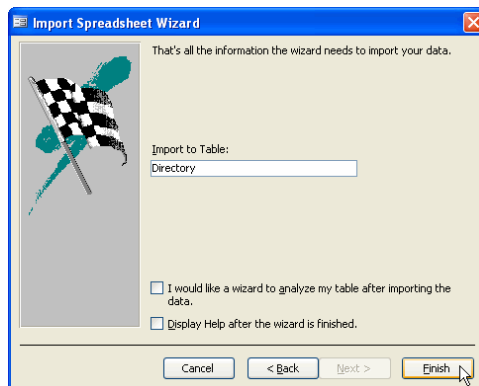 Import Spreadsheet Wizard
That's all the information the wizard needs to import your data.
Import to Table:
Directory
I would like a wizard to analyze my table after importing the
data.
Display Help after the wizard is finished.
Cancel
< Back
Next >
Finish